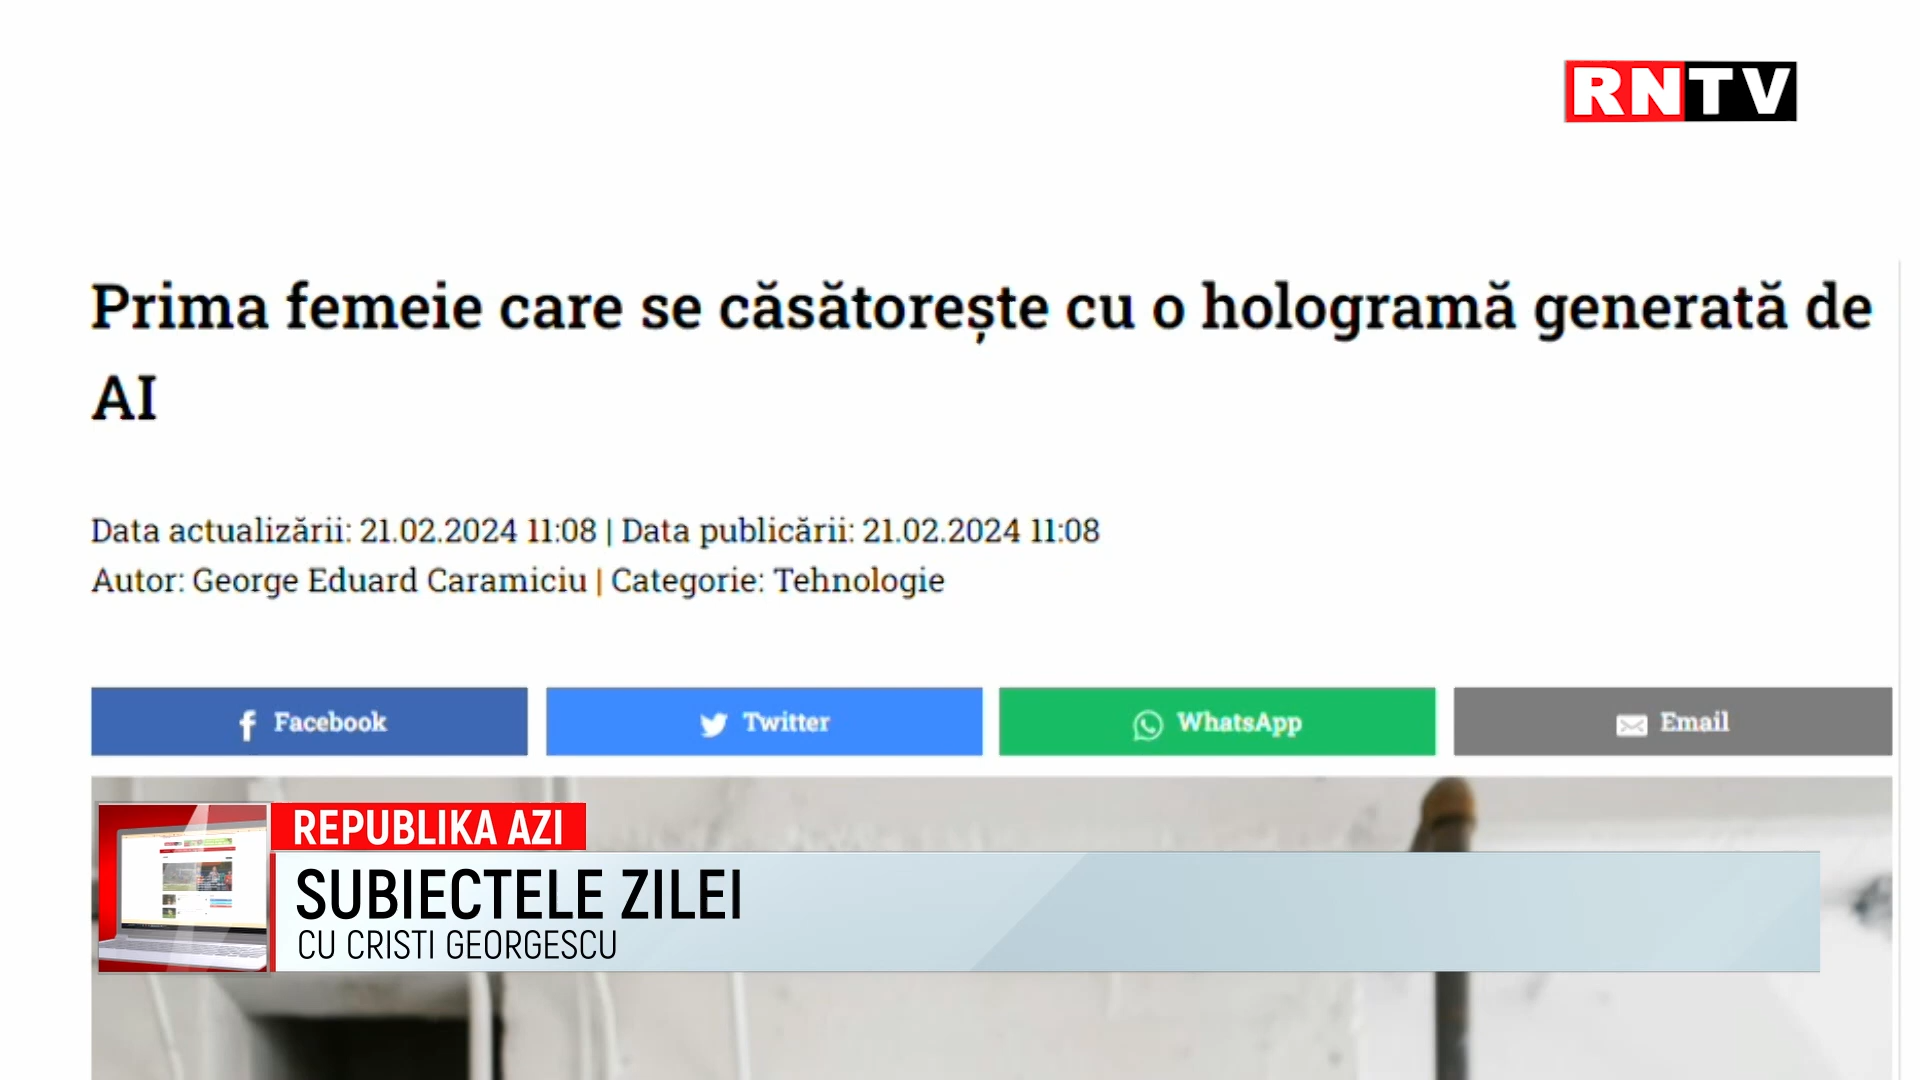 RNTV
Prima femeie care se căsătorește cu o hologramă generată de
AI
Data actualizării: 21.02.2024 11:08 | Data publicării: 21.02.2024 11:08
Autor: George Eduard Caramiciu | Categorie: Tehnologie
Facebook
Twitter
WhatsApp
Email
REPUBLIKA AZI
SUBIECTELE ZILEI
CU CRISTI GEORGESCU